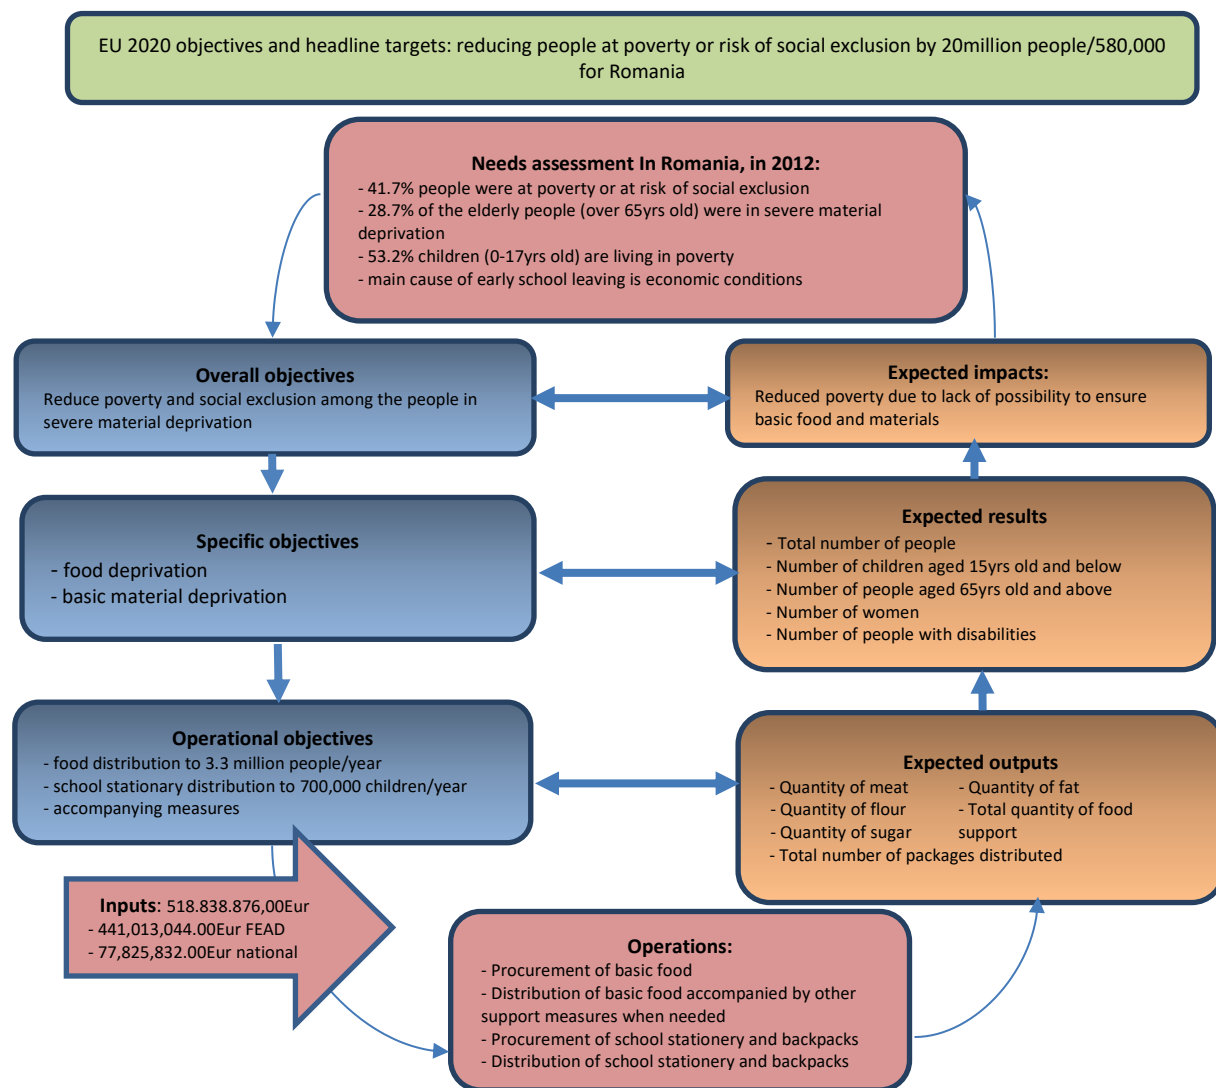 EU 2020 objectives and headline targets: reducing people at poverty or risk of social exclusion by 20million people/580,000
for Romania
Needs assessment In Romania, in 2012:
- 41.7% people were at poverty or at risk of social exclusion
- 28.7% of the elderly people (over 65yrs old) were in severe material
deprivation
- 53.2% children (0-17yrs old) are living in poverty
- main cause of early school leaving is economic conditions
Overall objectives
Reduce poverty and social exclusion among the people in
severe material deprivation
Expected impacts:
Reduced poverty due to lack of possibility to ensure
basic food and materials
Specific objectives
- food deprivation
- basic material deprivation
Expected results
- Total number of people
- Number of children aged 15yrs old and below
- Number of people aged 65yrs old and above
- Number of women
- Number of people with disabilities
Operational objectives
- food distribution to 3.3 million people/year
- school stationary distribution to 700,000 children/year
- accompanying measures
Expected outputs
- Quantity of meat
- Quantity of flour
- Quantity of sugar
- Quantity of fat
- Total quantity of food
support
- Total number of packages distributed
Inputs: 518.838.876,00Eur
- 441,013,044.00Eur FEAD
- 77,825,832.00Eur national
Operations:
- Procurement of basic food
- Distribution of basic food accompanied by other
support measures when needed
- Procurement of school stationery and backpacks
- Distribution of school stationery and backpacks